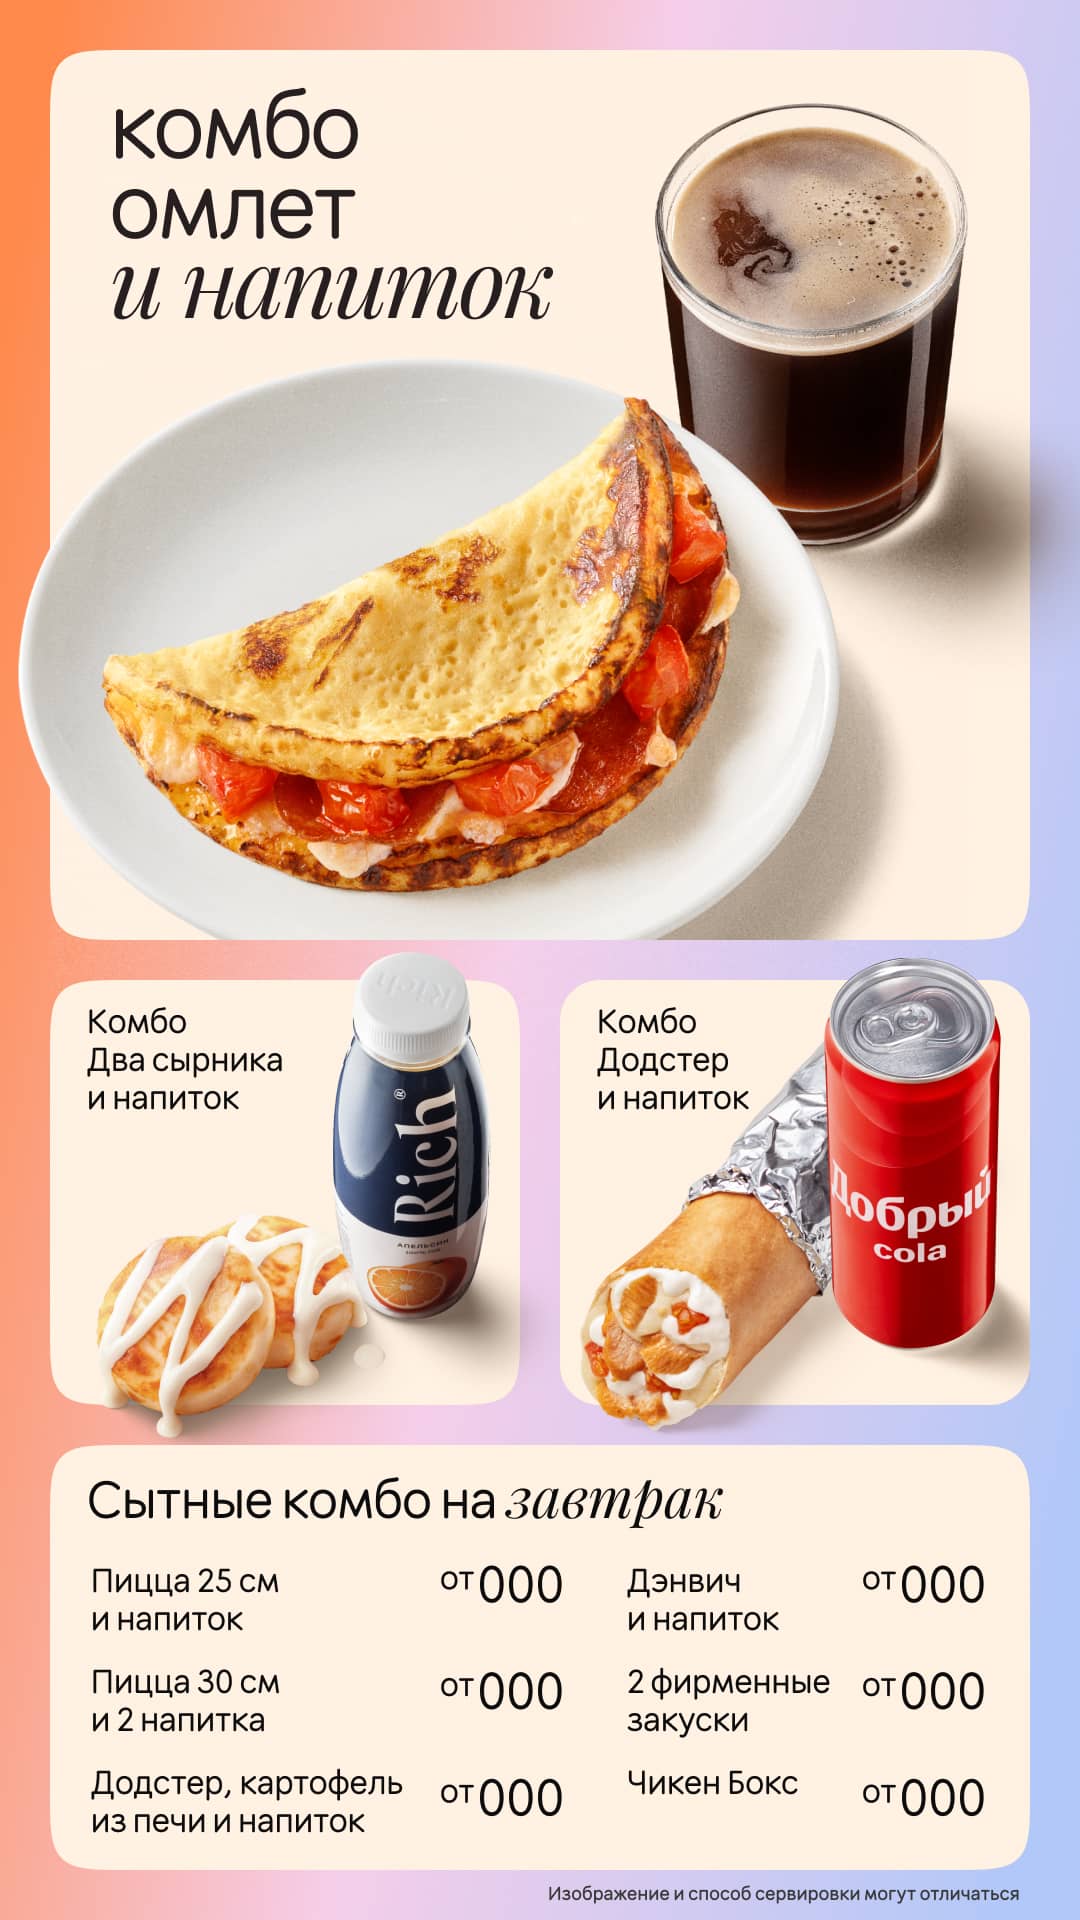 комбо
омлет
и напиток
Комбо
Два сырника
и напиток
Rich
Rich®
АПЕЛЬСИН
Комбо
Додстер
и напиток
Добрый
cola
Сытные комбо на завтрак
Пицца 25 см
и напиток
от 000
Пицца 30 см
и 2 напитка
от 000
Додстер, картофель
из печи и напиток
от 000
Дэнвич
и напиток
от 000
2 фирменные
закуски
от 000
Чикен Бокс
от 000
Изображение и способ сервировки могут отличаться